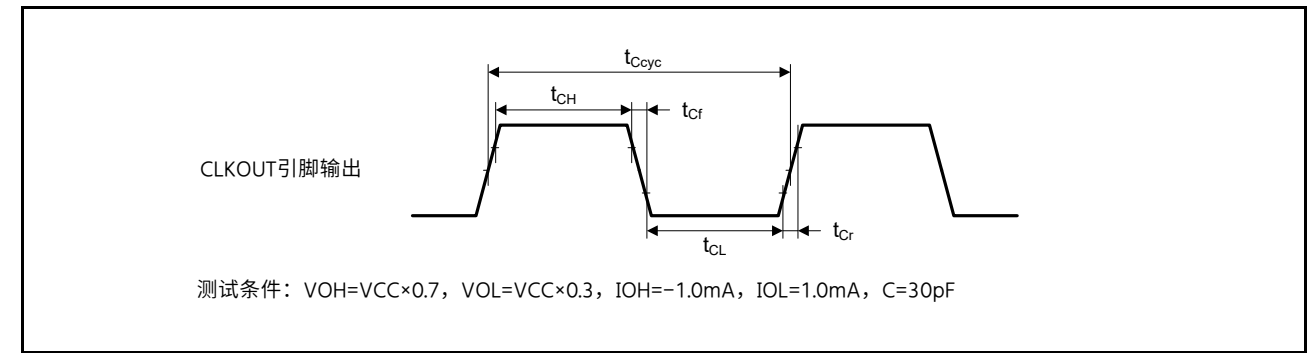 tCcyc
tCH
tCf
CLKOUT引脚输出
tCr
tCL
测试条件：VOH=VCC×0.7，VOL=VCC×0.3，IOH=−1.0mA，IOL=1.0mA，C=30pF